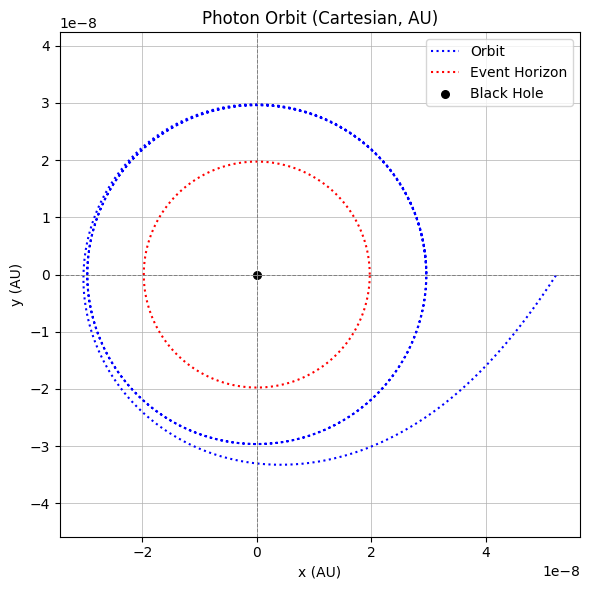 Photon Orbit (Cartesian, AU)
1e−8
Orbit
Event Horizon
Black Hole
4
3
2
1
0
−1
−2
−3
−4
y (AU)
−2
0
2
4
1e−8
x (AU)